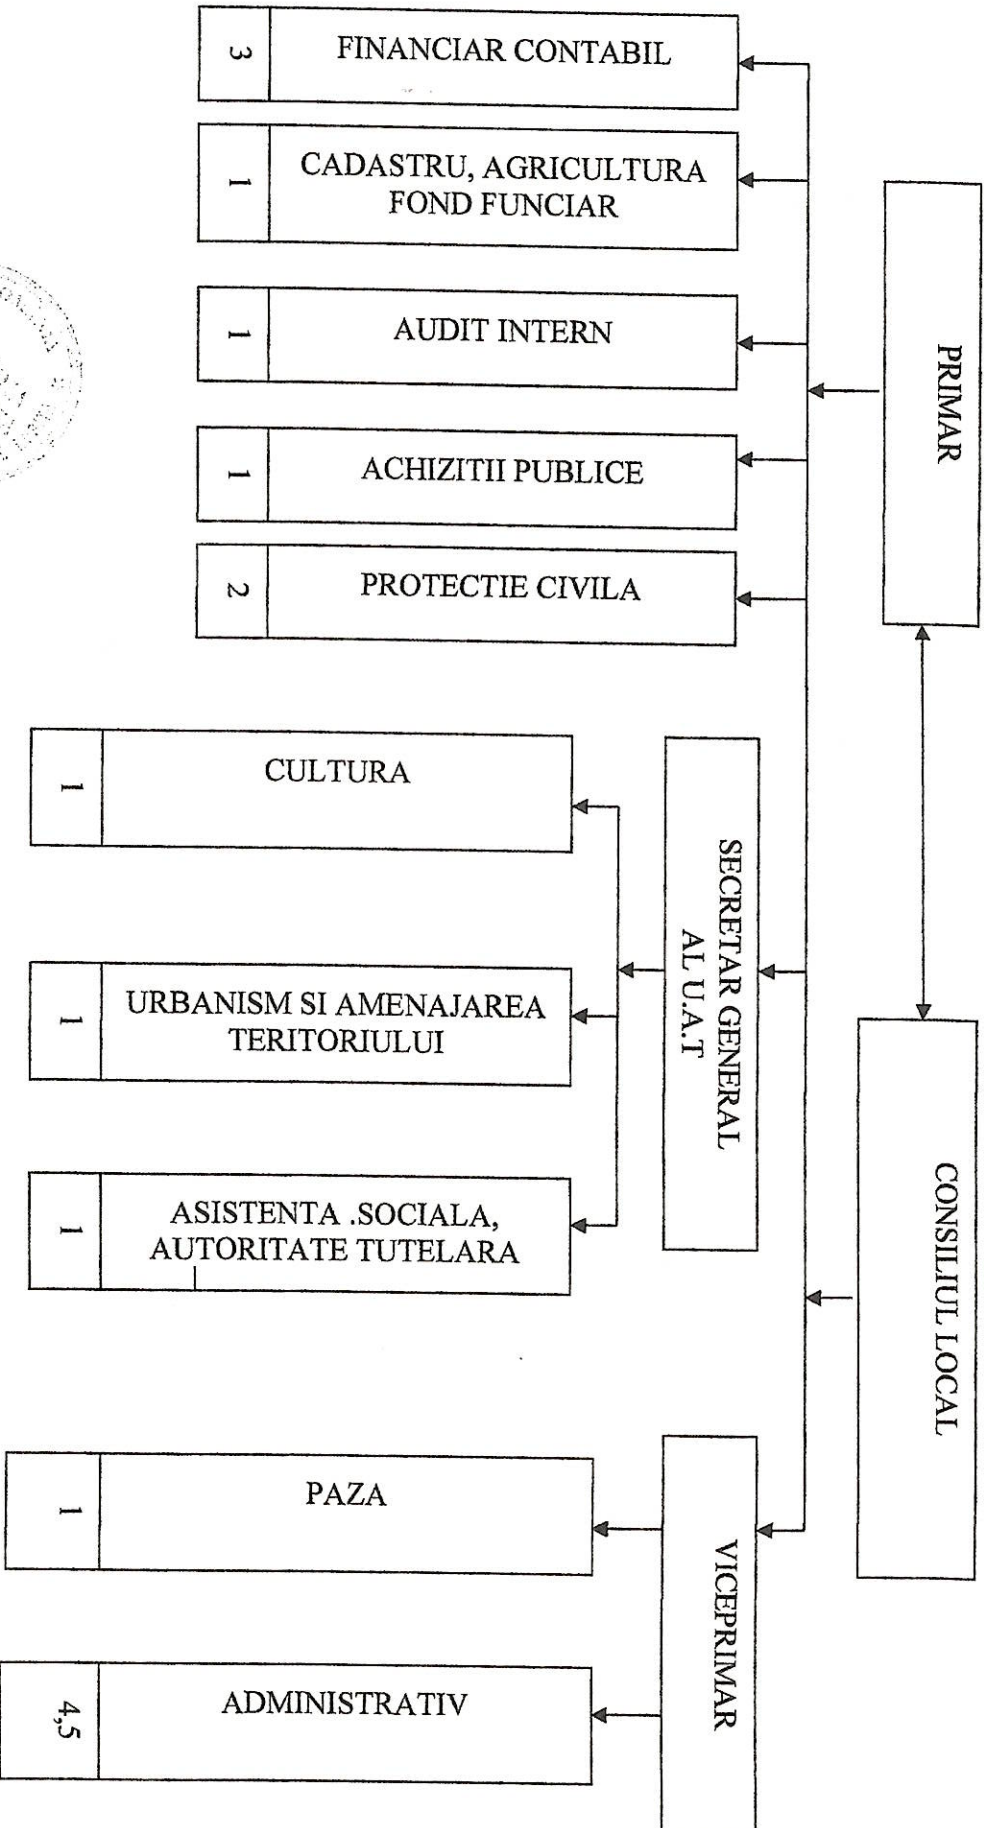 PRIMAR
CONSILIUL LOCAL
FINANCIAR CONTABIL
3
CADASTRU, AGRICULTURA
FOND FUNCIAR
1
AUDIT INTERN
1
ACHIZITII PUBLICE
1
PROTECTIE CIVILA
2
SECRETAR GENERAL
AL U.A.T
CULTURA
1
URBANISM SI AMENAJAREA
TERITORIULUI
1
ASISTENTA .SOCIALA,
AUTORITATE TUTELARA
1
VICEPRIMAR
PAZA
1
ADMINISTRATIV
4,5